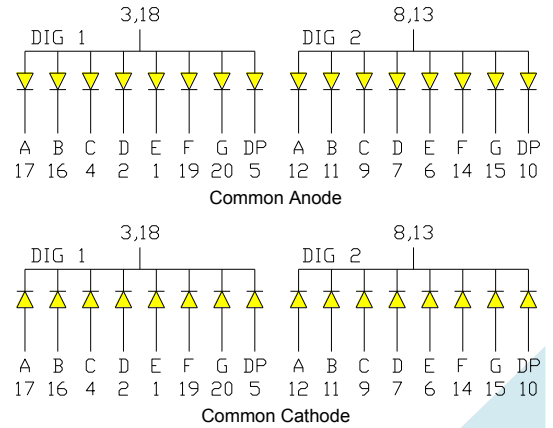 3,18 8,13
DIG 1 DIG 2
A B C D E F G DP A B C D E F G DP
17 16 4 2 1 19 20 5 12 11 9 7 6 14 15 10
Common Anode
3,18 8,13
DIG 1 DIG 2
A B C D E F G DP A B C D E F G DP
17 16 4 2 1 19 20 5 12 11 9 7 6 14 15 10
Common Cathode